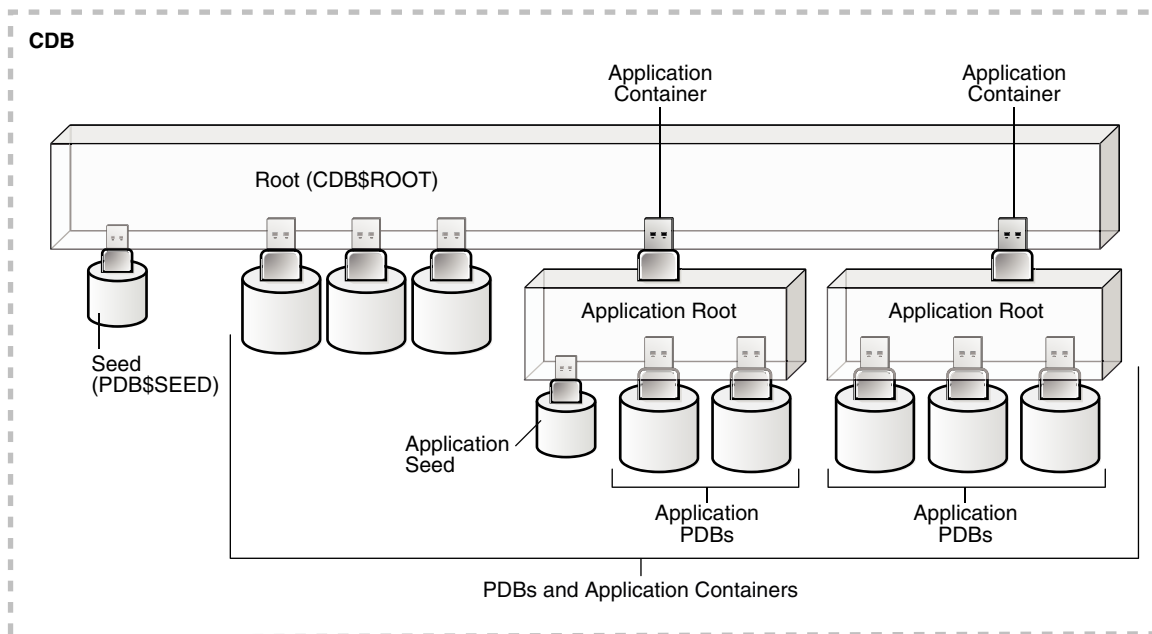 CDB
Application
Container
Application
Container
Root (CDB$ROOT)
Application Root
Application Root
Seed
(PDB$SEED)
Application
Seed
Application
PDBs
Application
PDBs
PDBs and Application Containers